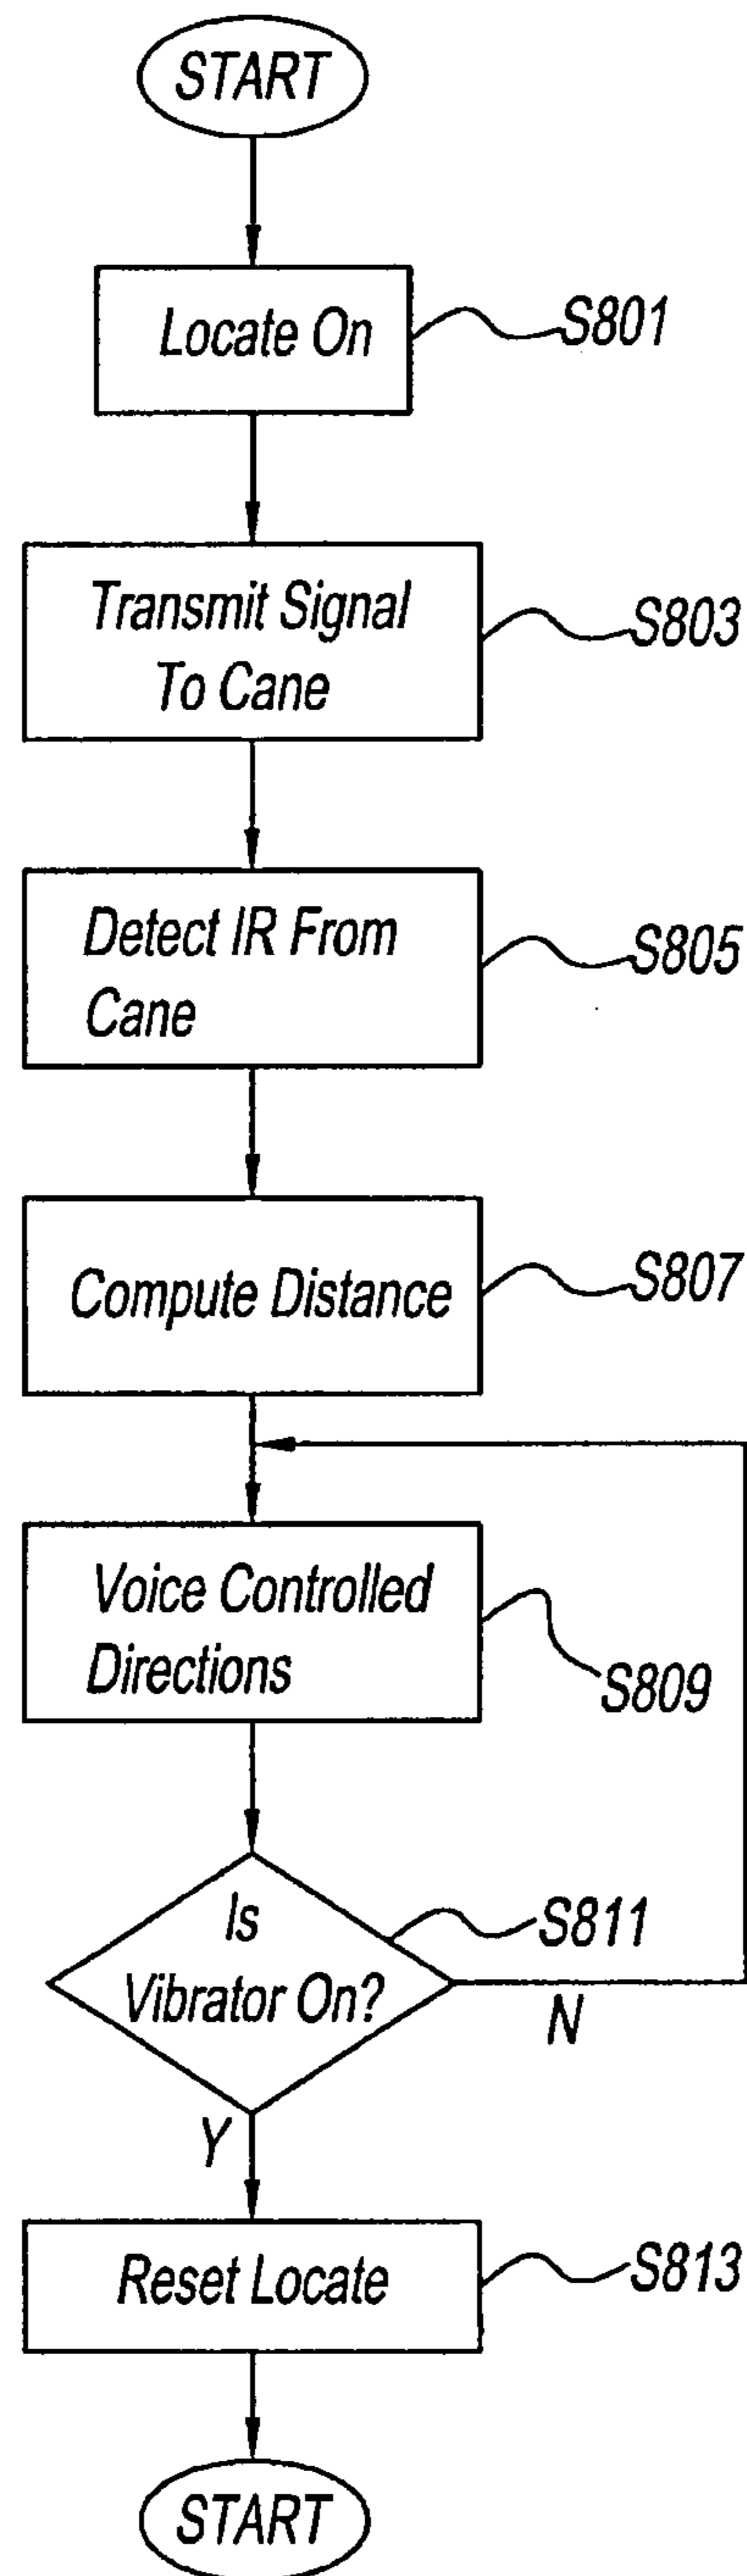 START
Locate On
S801
Transmit Signal
To Cane
S803
Detect IR From
Cane
S805
Compute Distance
S807
Voice Controlled
Directions
S809
Is
Vibrator On?
S811
N
Y
Reset Locate
S813
START